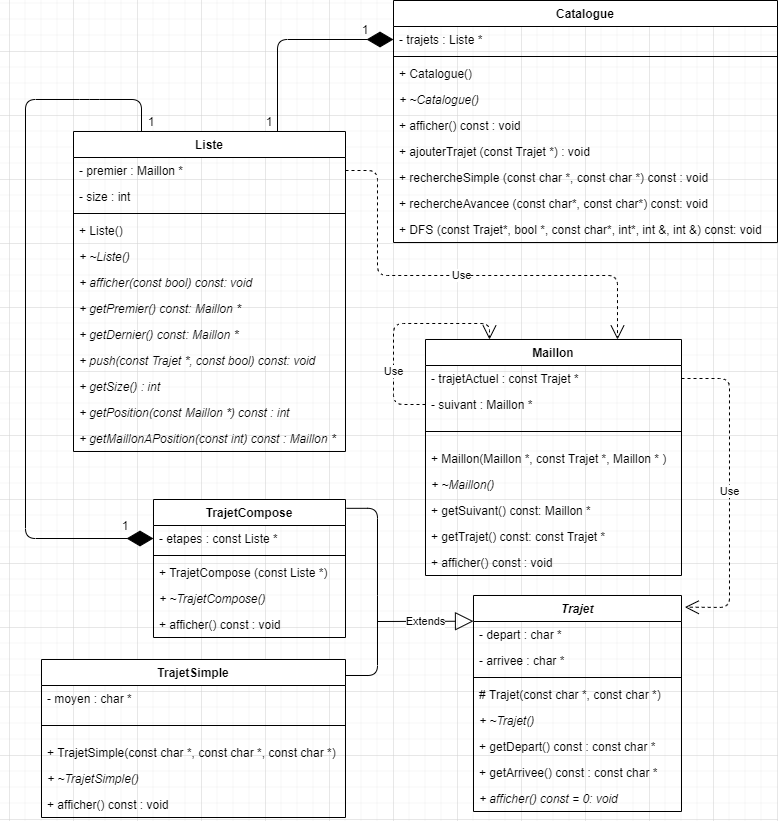 Catalogue
- trajets : Liste *
+ Catalogue()
+ ~Catalogue()
+ afficher() const : void
+ ajouterTrajet (const Trajet *) : void
+ rechercheSimple (const char *, const char*) const : void
+ rechercheAvancee (const char*, const char*) const: void
+ DFS (const Trajet*, bool *, const char*, int*, int &, int &) const: void
1
1
1
Liste
- premier : Maillon *
- size : int
+ Liste()
+ ~Liste()
+ afficher(const bool) const: void
+ getPremier() const: Maillon *
+ getDernier() const: Maillon *
+ push(const Trajet *, const bool) const: void
+ getSize() : int
+ getPosition(const Maillon *) const : int
+ getMaillonAPosition(const int) const : Maillon *
Use
Maillon
- trajetActuel : const Trajet *
- suivant : Maillon *
+ Maillon(Maillon *, const Trajet *, Maillon * )
+ ~Maillon()
+ getSuivant() const: Maillon *
+ getTrajet() const: const Trajet *
+ afficher() const : void
Use
Use
1
TrajetCompose
- etapes : const Liste *
+ TrajetCompose (const Liste *)
+ ~TrajetCompose()
+ afficher() const : void
Extends
Trajet
- depart : char *
- arrivee : char *
# Trajet(const char *, const char *)
+ ~Trajet()
+ getDepart() const : const char *
+ getArrivee() const : const char *
+ afficher() const = 0: void
TrajetSimple
- moyen : char *
+ TrajetSimple(const char *, const char *, const char *)
+ ~TrajetSimple()
+ afficher() const : void